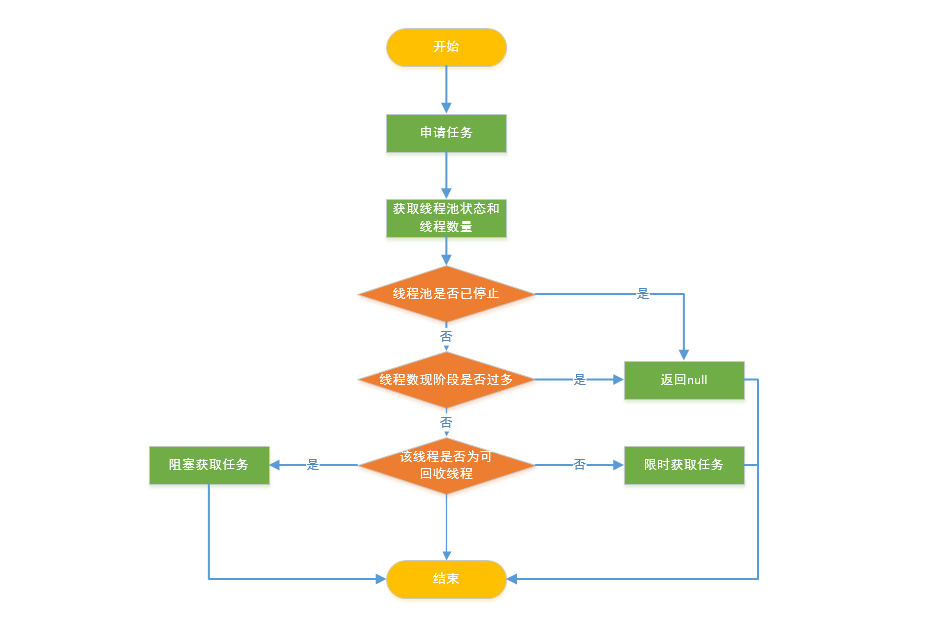 开始
申请任务
获取线程池状态和
线程数量
线程池是否已停止
是
否
线程数现阶段是否过多
是
返回null
否
阻塞获取任务
是
该线程是否为可
回收线程
否
限时获取任务
结束